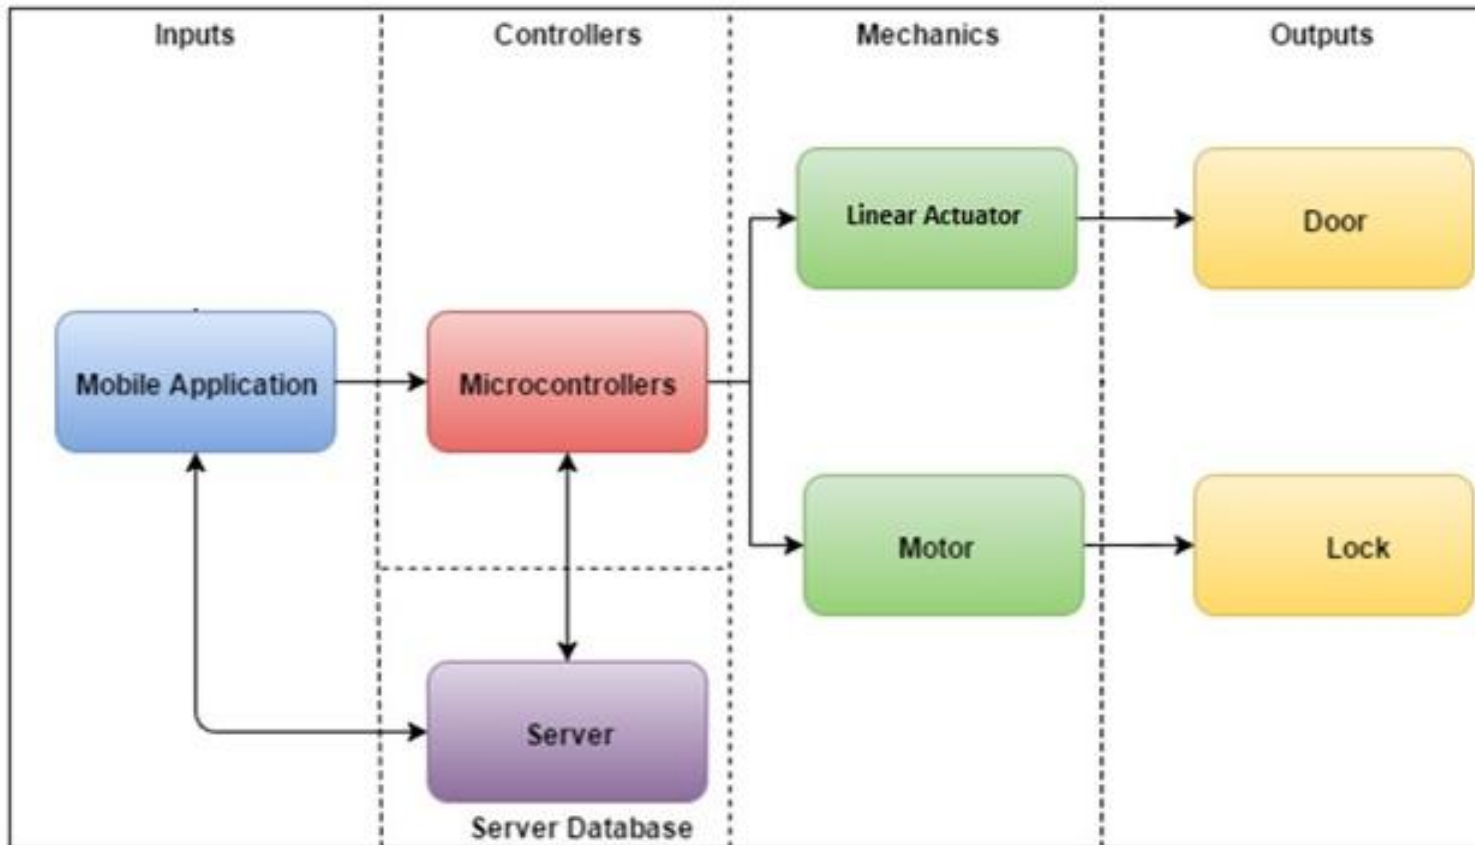 Inputs
Controllers
Mechanics
Outputs
Linear Actuator
Door
Mobile Application
Microcontrollers
Motor
Lock
Server
Server Database